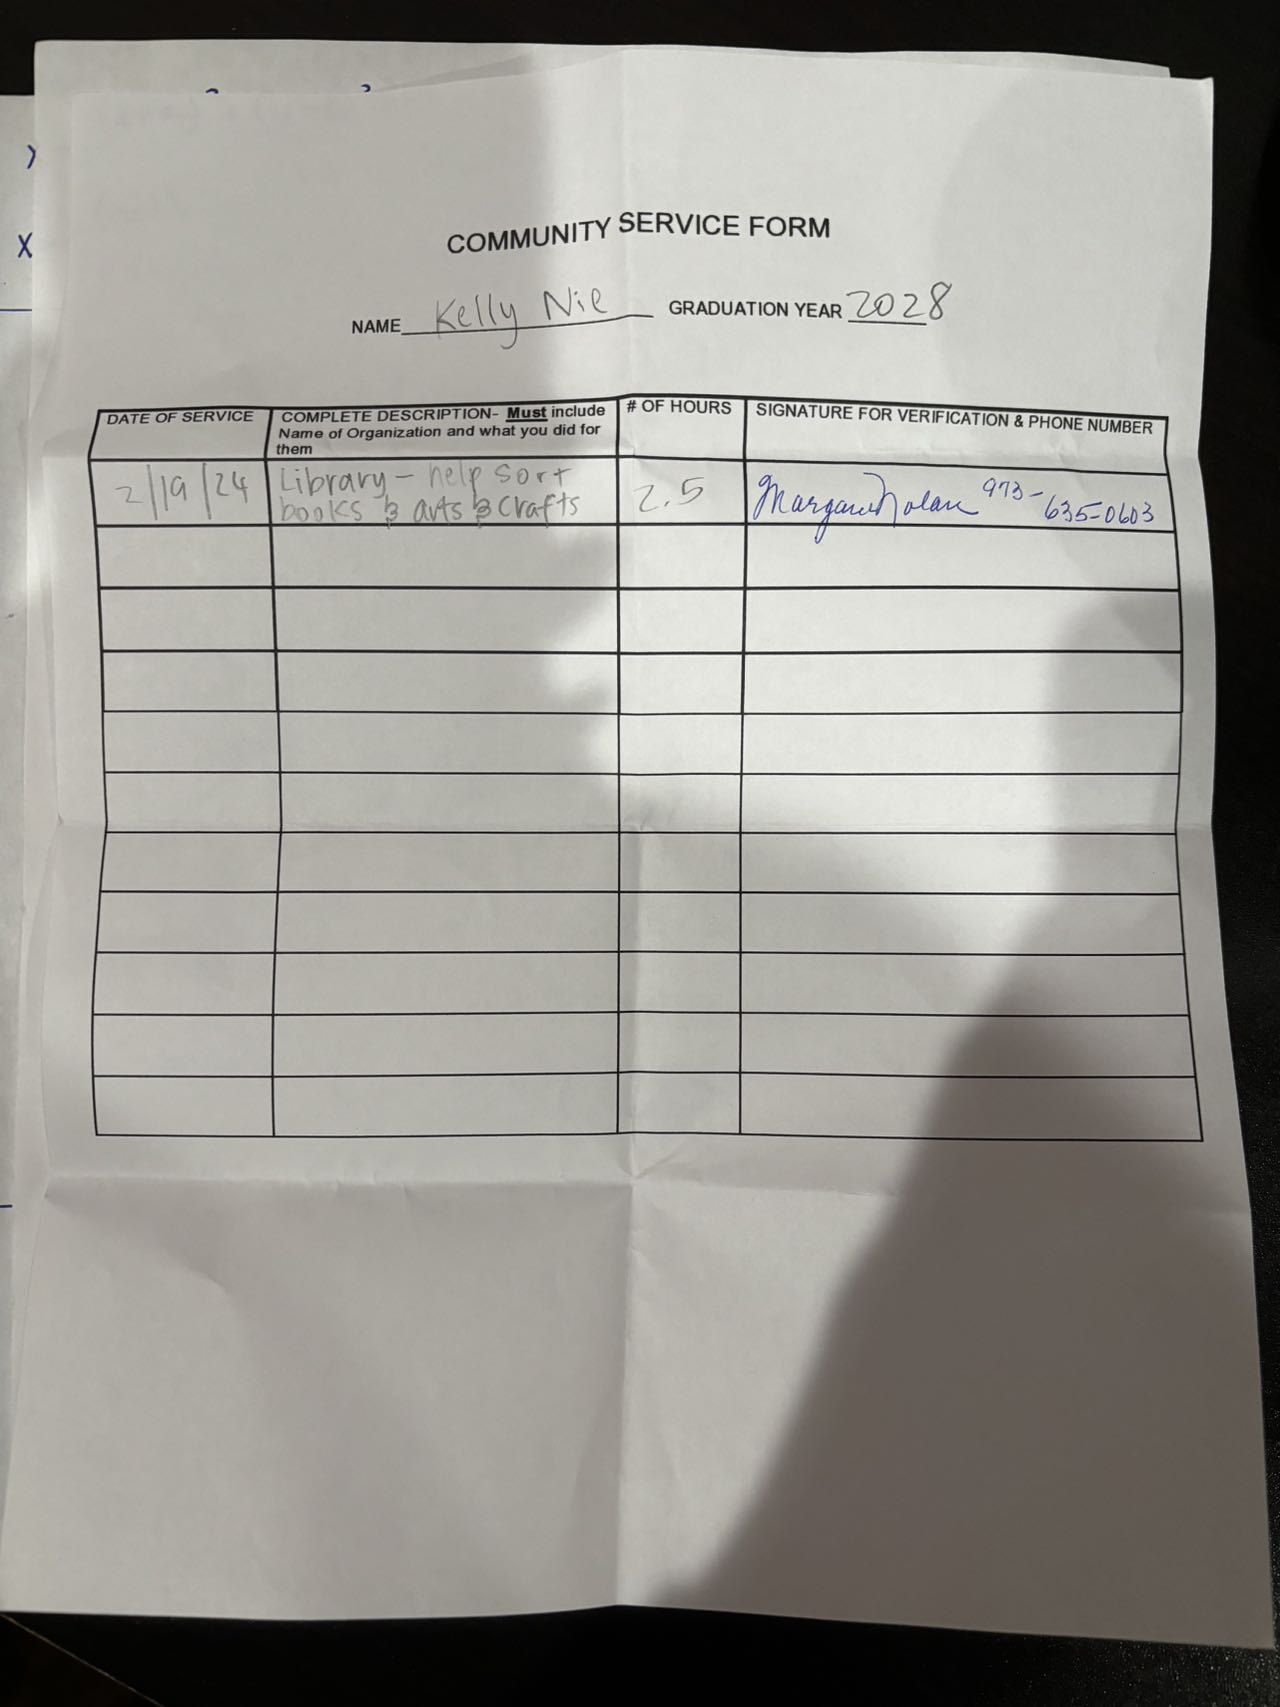 COMMUNITY SERVICE FORM
NAME Kelly Nie GRADUATION YEAR 2028
DATE OF SERVICE
COMPLETE DESCRIPTION- Must include
Name of Organization and what you did for
them
# OF HOURS
SIGNATURE FOR VERIFICATION & PHONE NUMBER
2/19/24
Library - help sort
books & arts & crafts
2.5
Margaret Nolan 973-
635-0603
X